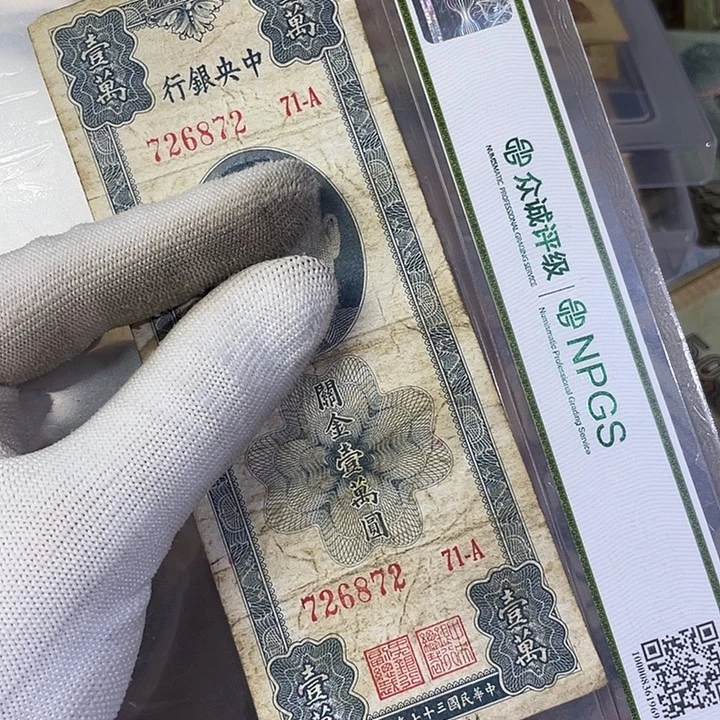 壹萬
萬
行銀央中
726872 71-A
關金壹萬圓
726872 71-A
壹萬
壹萬
中華民國三十七年
众诚评级
NUMISMATIC PROFESSIONAL GRADING SERVICE
NPGS
Numismatic Professional Grading Service